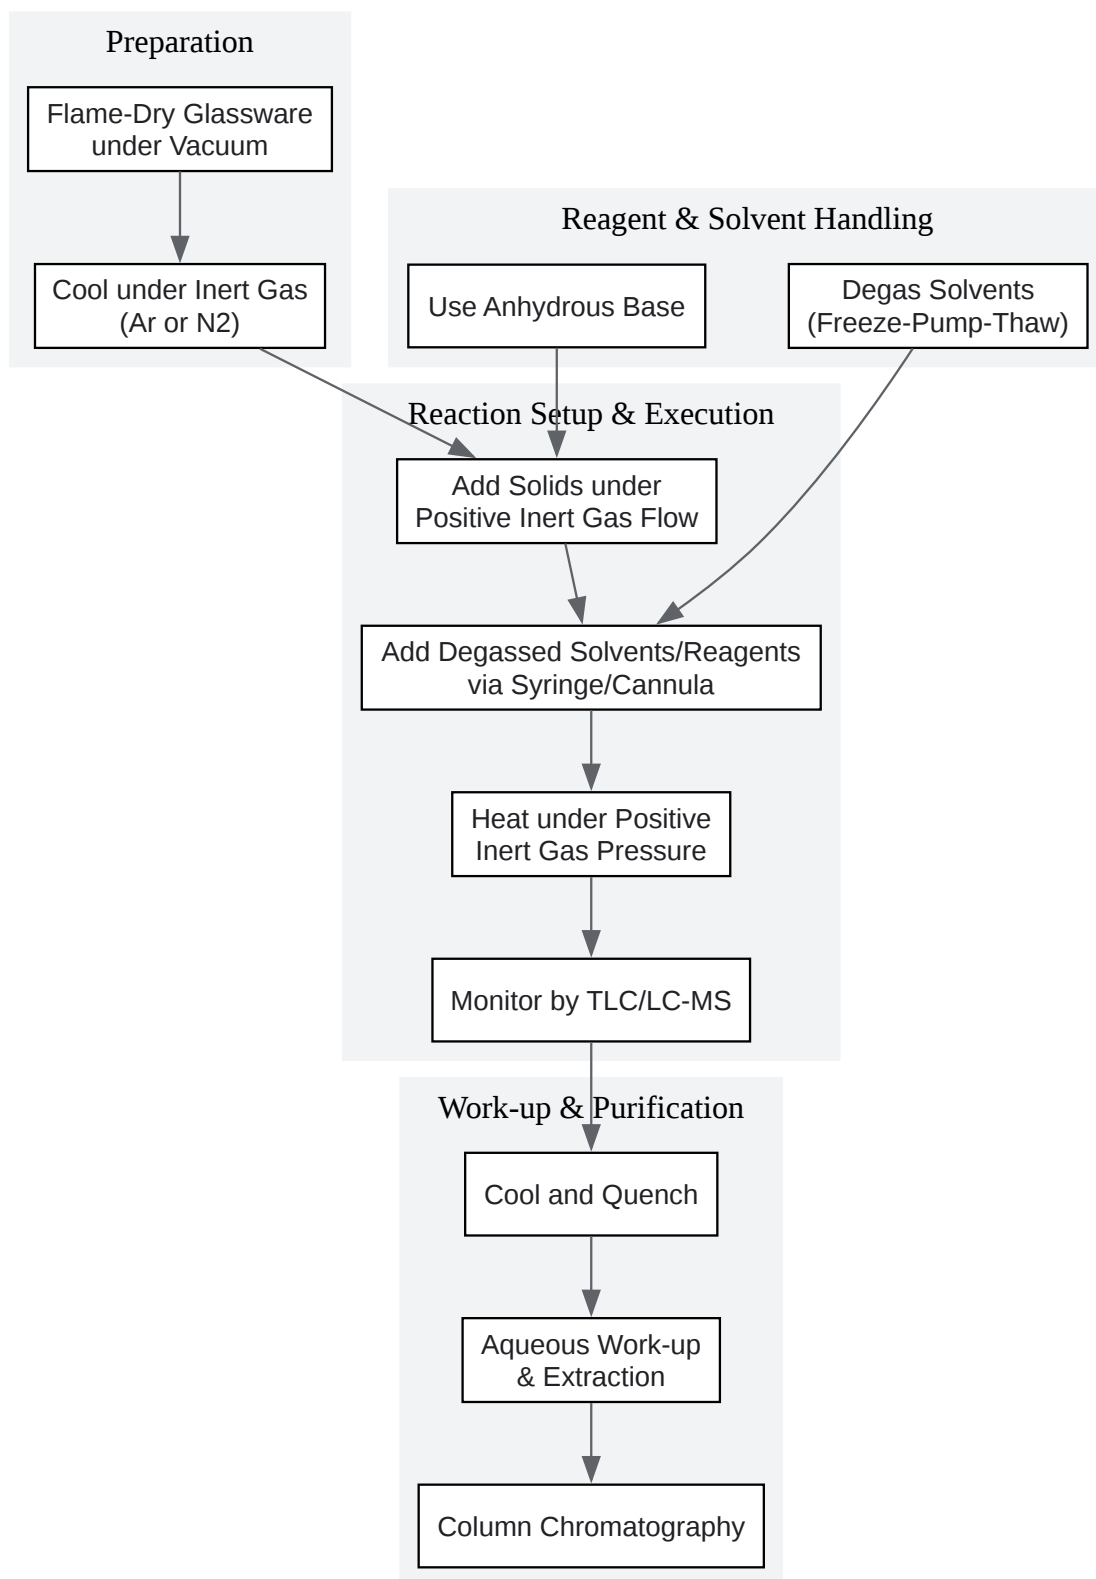 Preparation
Flame-Dry Glassware
under Vacuum
Cool under Inert Gas
(Ar or N2)
Reagent & Solvent Handling
Use Anhydrous Base
Degas Solvents
(Freeze-Pump-Thaw)
Reaction Setup & Execution
Add Solids under
Positive Inert Gas Flow
Add Degassed Solvents/Reagents
via Syringe/Cannula
Heat under Positive
Inert Gas Pressure
Monitor by TLC/LC-MS
Work-up & Purification
Cool and Quench
Aqueous Work-up
& Extraction
Column Chromatography